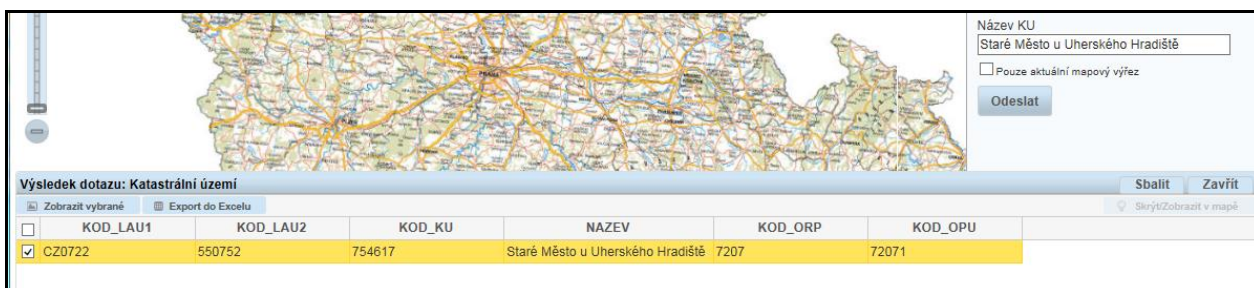 Název KU
Staré Město u Uherského Hradiště
Pouze aktuální mapový výřez
Odeslat
PRAHA
Výsledek dotazu: Katastrální území Sbalit Zavřít
Zobrazit vybrané Export do Excelu Skrýt/Zobrazit v mapě
KOD_LAU1 KOD_LAU2 KOD_KU NAZEV KOD_ORP KOD_OPU
CZ0722 550752 754617 Staré Město u Uherského Hradiště 7207 72071